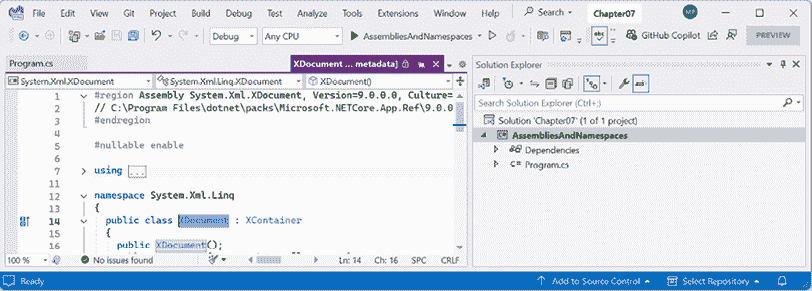 File Edit View Git Project Build Debug Test Analyze Tools Extensions Window Help Search Chapter07 MP
Debug Any CPU AssembliesAndNamespaces GitHub Copilot PREVIEW
Program.cs XDocument ... metadata]
System.Xml.XDocument System.Xml.Linq.XDocument XDocument()
1 #region Assembly System.Xml.XDocument, Version=9.0.0.0, Culture=
2 // C:\Program Files\dotnet\packs\Microsoft.NETCore.App.Ref\9.0.0
3 #endregion
4
5 #nullable enable
6
7 using ...
11
12 namespace System.Xml.Linq
13 {
14 public class XDocument : XContainer
15 {
16 public XDocument();
100 % No issues found Ln: 14 Ch: 16 SPC CRLF
Solution Explorer
Search Solution Explorer (Ctrl+;)
Solution 'Chapter07' (1 of 1 project)
AssembliesAndNamespaces
Dependencies
C# Program.cs
Ready Add to Source Control Select Repository